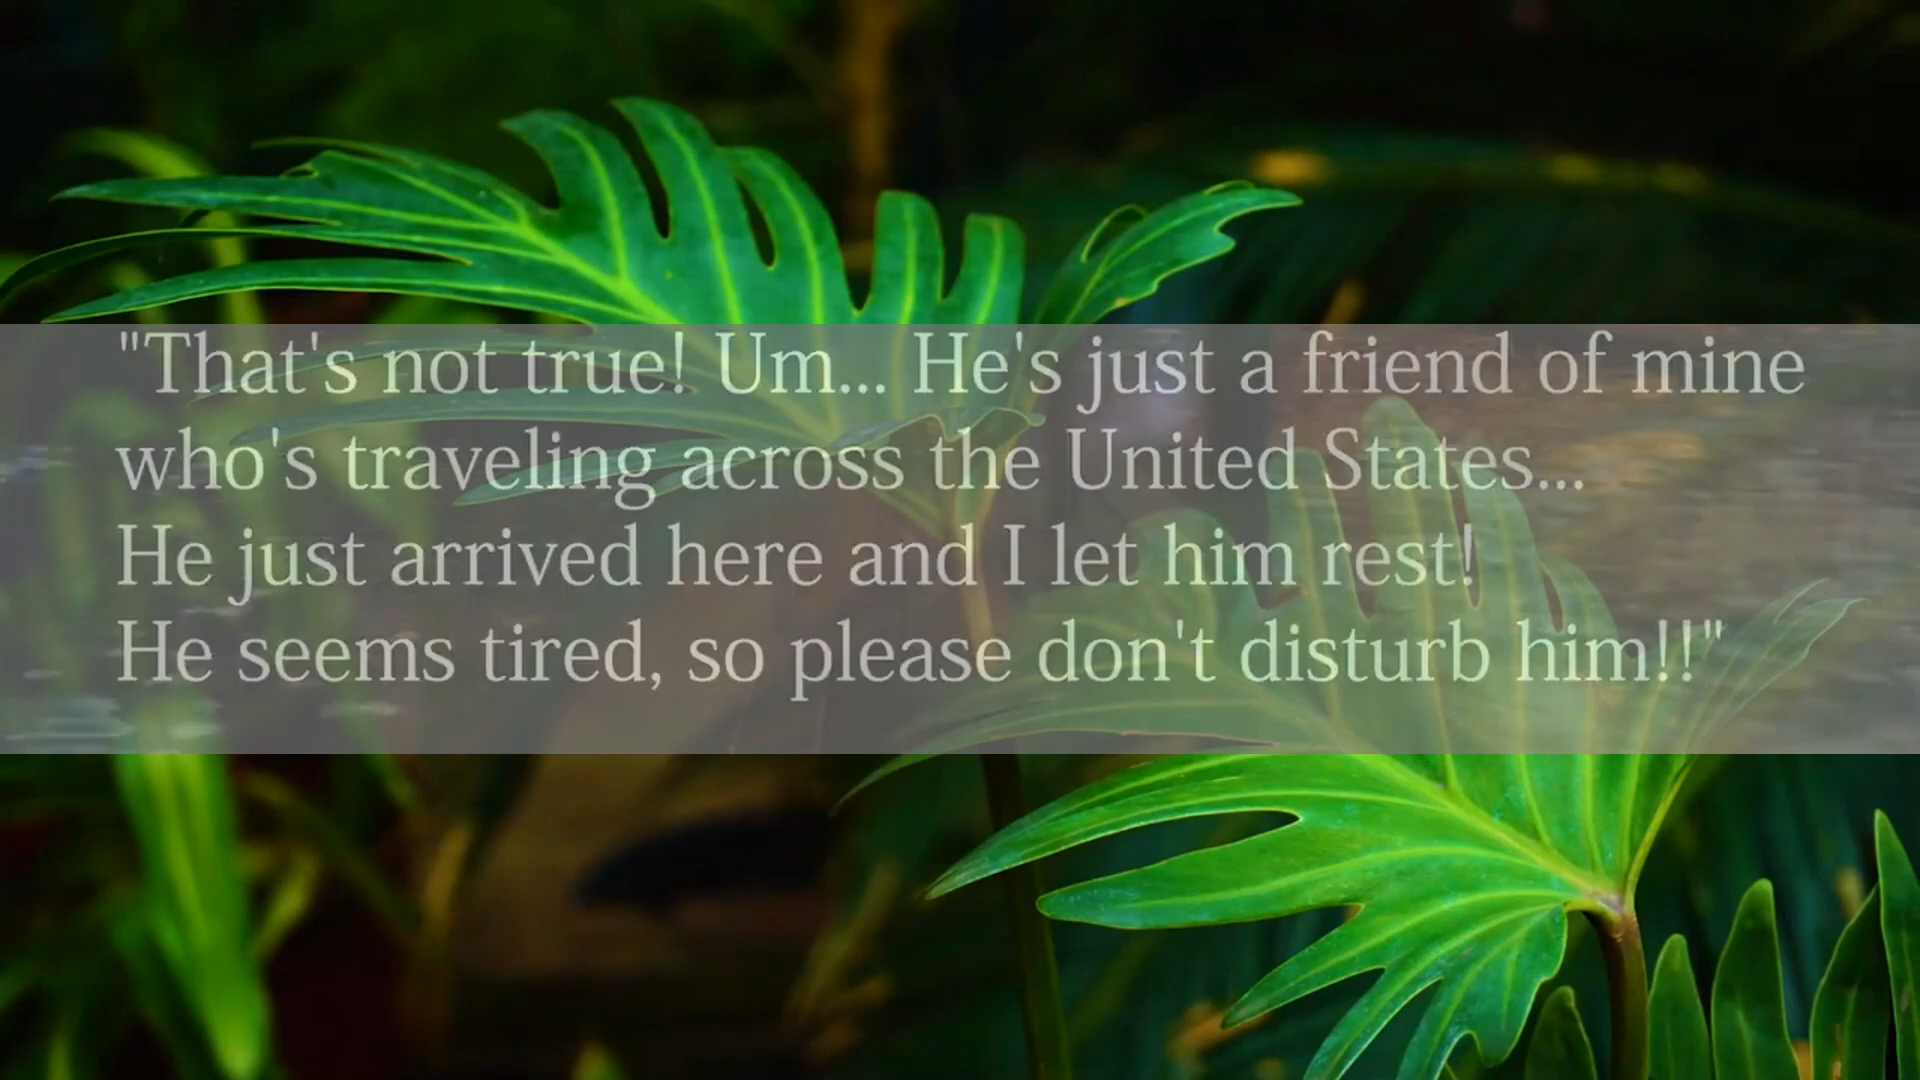 "That's not true! Um... He's just a friend of mine
who's traveling across the United States...
He just arrived here and I let him rest!
He seems tired, so please don't disturb him!!"